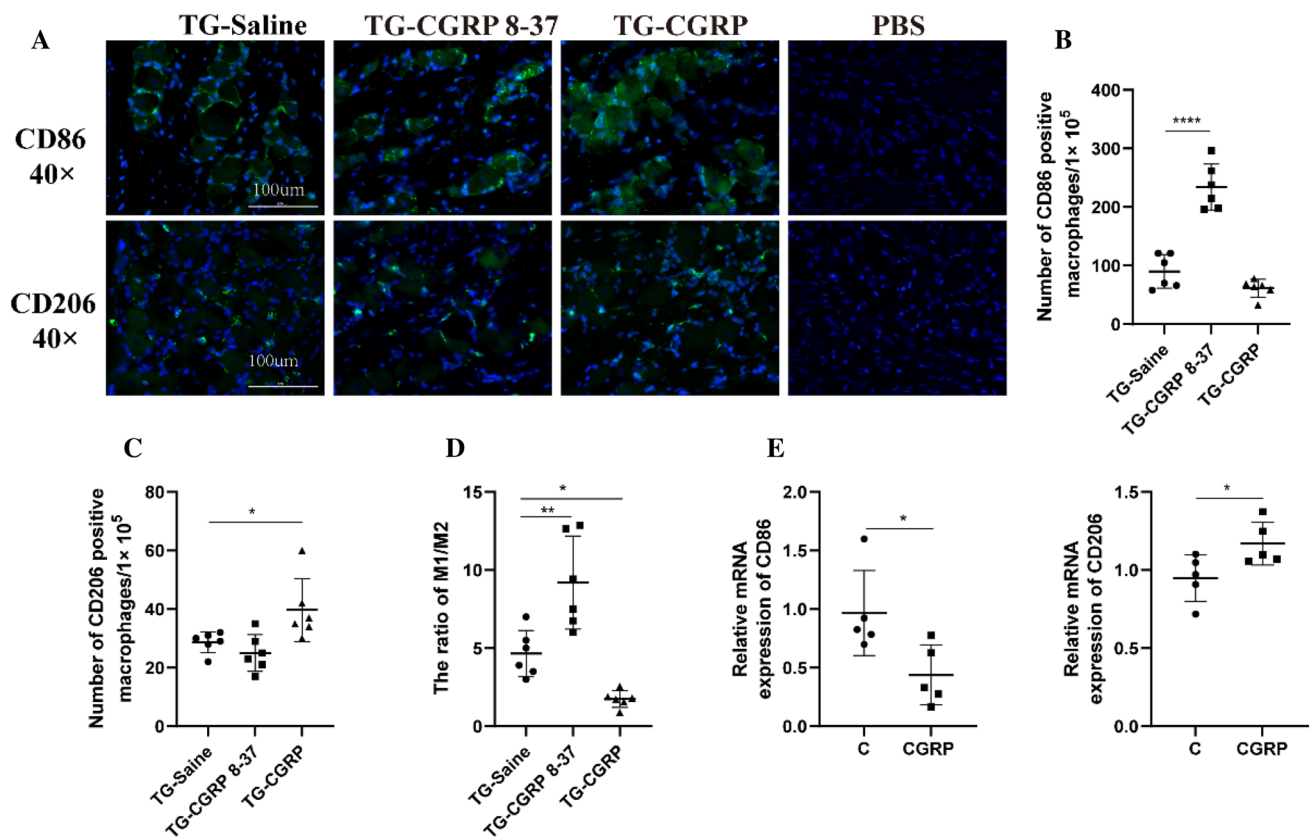 A
TG-Saline
TG-CGRP 8-37
TG-CGRP
PBS
CD86
40×
100um
CD206
40×
100um
B
Number of CD86 positive
macrophages/1× 10⁵
400
300
200
100
0
****
TG-Saine
TG-CGRP 8-37
TG-CGRP
C
Number of CD206 positive
macrophages/1× 10⁵
80
60
40
20
0
*
TG-Saine
TG-CGRP 8-37
TG-CGRP
D
The ratio of M1/M2
15
10
5
0
*
**
TG-Saine
TG-CGRP 8-37
TG-CGRP
E
Relative mRNA
expression of CD86
2.0
1.5
1.0
0.5
0.0
*
C
CGRP
Relative mRNA
expression of CD206
1.5
1.0
0.5
0.0
*
C
CGRP